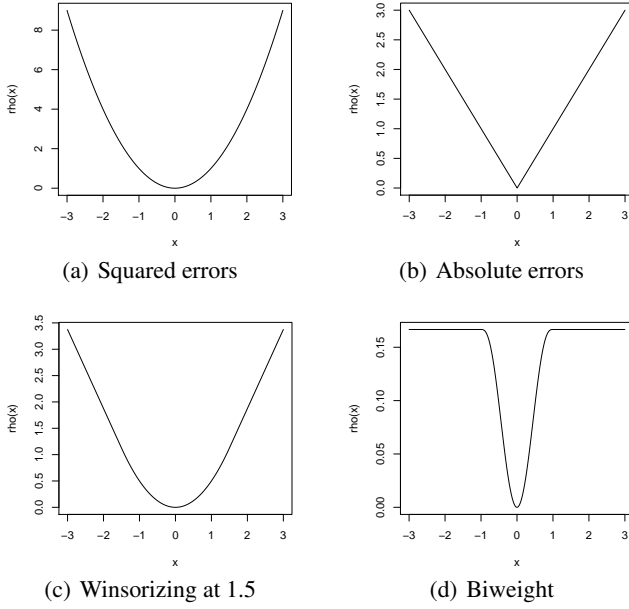 rho(x)
8
6
4
2
0
−3 −2 −1 0 1 2 3
x
(a) Squared errors
rho(x)
3.0
2.5
2.0
1.5
1.0
0.5
0.0
−3 −2 −1 0 1 2 3
x
(b) Absolute errors
rho(x)
3.5
3.0
2.5
2.0
1.5
1.0
0.5
0.0
−3 −2 −1 0 1 2 3
x
(c) Winsorizing at 1.5
rho(x)
0.15
0.10
0.05
0.00
−3 −2 −1 0 1 2 3
x
(d) Biweight